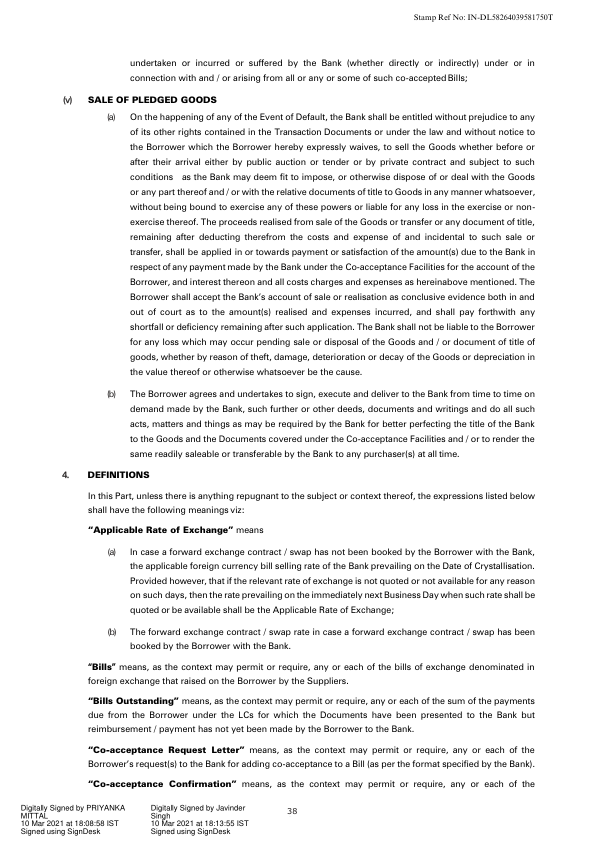 Stamp Ref No: IN-DL58264039581750T
undertaken or incurred or suffered by the Bank (whether directly or indirectly) under or in
connection with and / or arising from all or any or some of such co-accepted Bills;
(v) SALE OF PLEDGED GOODS
(a) On the happening of any of the Event of Default, the Bank shall be entitled without prejudice to any
of its other rights contained in the Transaction Documents or under the law and without notice to
the Borrower which the Borrower hereby expressly waives, to sell the Goods whether before or
after their arrival either by public auction or tender or by private contract and subject to such
conditions as the Bank may deem fit to impose, or otherwise dispose of or deal with the Goods
or any part thereof and / or with the relative documents of title to Goods in any manner whatsoever,
without being bound to exercise any of these powers or liable for any loss in the exercise or non-
exercise thereof. The proceeds realised from sale of the Goods or transfer or any document of title,
remaining after deducting therefrom the costs and expense of and incidental to such sale or
transfer, shall be applied in or towards payment or satisfaction of the amount(s) due to the Bank in
respect of any payment made by the Bank under the Co-acceptance Facilities for the account of the
Borrower, and interest thereon and all costs charges and expenses as hereinabove mentioned. The
Borrower shall accept the Bank's account of sale or realisation as conclusive evidence both in and
out of court as to the amount(s) realised and expenses incurred, and shall pay forthwith any
shortfall or deficiency remaining after such application. The Bank shall not be liable to the Borrower
for any loss which may occur pending sale or disposal of the Goods and / or document of title of
goods, whether by reason of theft, damage, deterioration or decay of the Goods or depreciation in
the value thereof or otherwise whatsoever be the cause.
(b) The Borrower agrees and undertakes to sign, execute and deliver to the Bank from time to time on
demand made by the Bank, such further or other deeds, documents and writings and do all such
acts, matters and things as may be required by the Bank for better perfecting the title of the Bank
to the Goods and the Documents covered under the Co-acceptance Facilities and / or to render the
same readily saleable or transferable by the Bank to any purchaser(s) at all time.
4. DEFINITIONS
In this Part, unless there is anything repugnant to the subject or context thereof, the expressions listed below
shall have the following meanings viz:
“Applicable Rate of Exchange” means
(a) In case a forward exchange contract / swap has not been booked by the Borrower with the Bank,
the applicable foreign currency bill selling rate of the Bank prevailing on the Date of Crystallisation.
Provided however, that if the relevant rate of exchange is not quoted or not available for any reason
on such days, then the rate prevailing on the immediately next Business Day when such rate shall be
quoted or be available shall be the Applicable Rate of Exchange;
(b) The forward exchange contract / swap rate in case a forward exchange contract / swap has been
booked by the Borrower with the Bank.
“Bills” means, as the context may permit or require, any or each of the bills of exchange denominated in
foreign exchange that raised on the Borrower by the Suppliers.
“Bills Outstanding” means, as the context may permit or require, any or each of the sum of the payments
due from the Borrower under the LCs for which the Documents have been presented to the Bank but
reimbursement / payment has not yet been made by the Borrower to the Bank.
“Co-acceptance Request Letter” means, as the context may permit or require, any or each of the
Borrower's request(s) to the Bank for adding co-acceptance to a Bill (as per the format specified by the Bank).
“Co-acceptance Confirmation” means, as the context may permit or require, any or each of the
Digitally Signed by PRIYANKA
MITTAL
10 Mar 2021 at 18:08:58 IST
Signed using SignDesk
Digitally Signed by Javinder
Singh
10 Mar 2021 at 18:13:55 IST
Signed using SignDesk
38